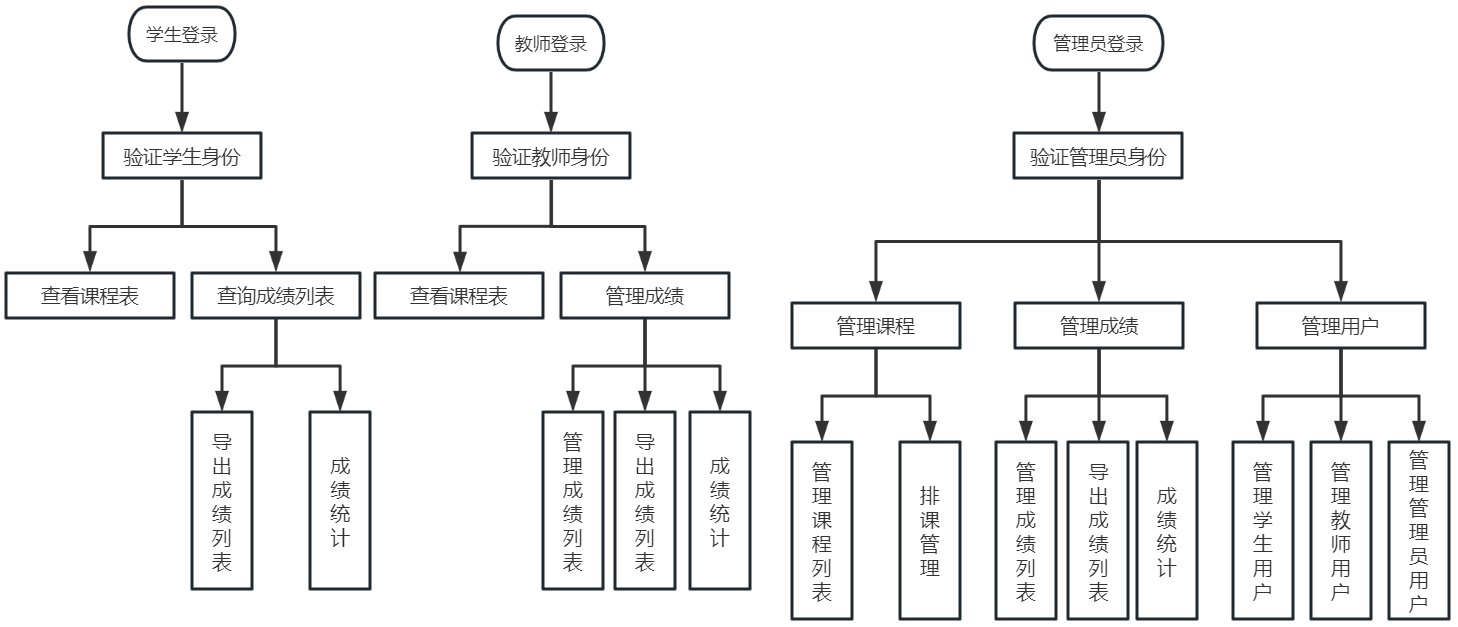 学生登录
教师登录
管理员登录
验证学生身份
验证教师身份
验证管理员身份
查看课程表
查询成绩列表
查看课程表
管理成绩
管理课程
管理成绩
管理用户
导出成绩列表
成绩统计
管理成绩列表
导出成绩列表
成绩统计
管理课程列表
排课管理
管理成绩列表
导出成绩列表
成绩统计
管理学生用户
管理教师用户
管理管理员用户